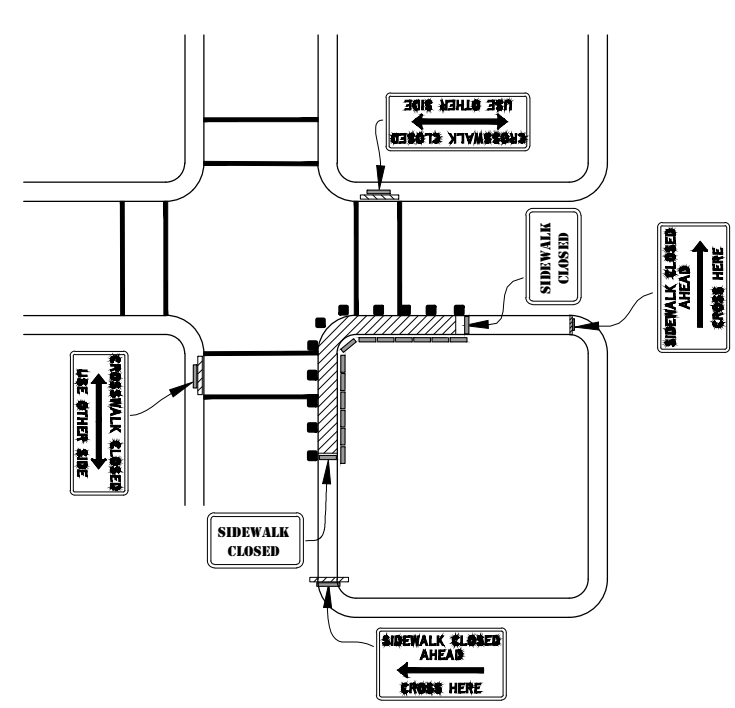 CROSSWALK CLOSED
USE OTHER SIDE
SIDEWALK
CLOSED
SIDEWALK CLOSED
AHEAD
CROSS HERE
CROSSWALK CLOSED
USE OTHER SIDE
SIDEWALK
CLOSED
SIDEWALK CLOSED
AHEAD
CROSS HERE